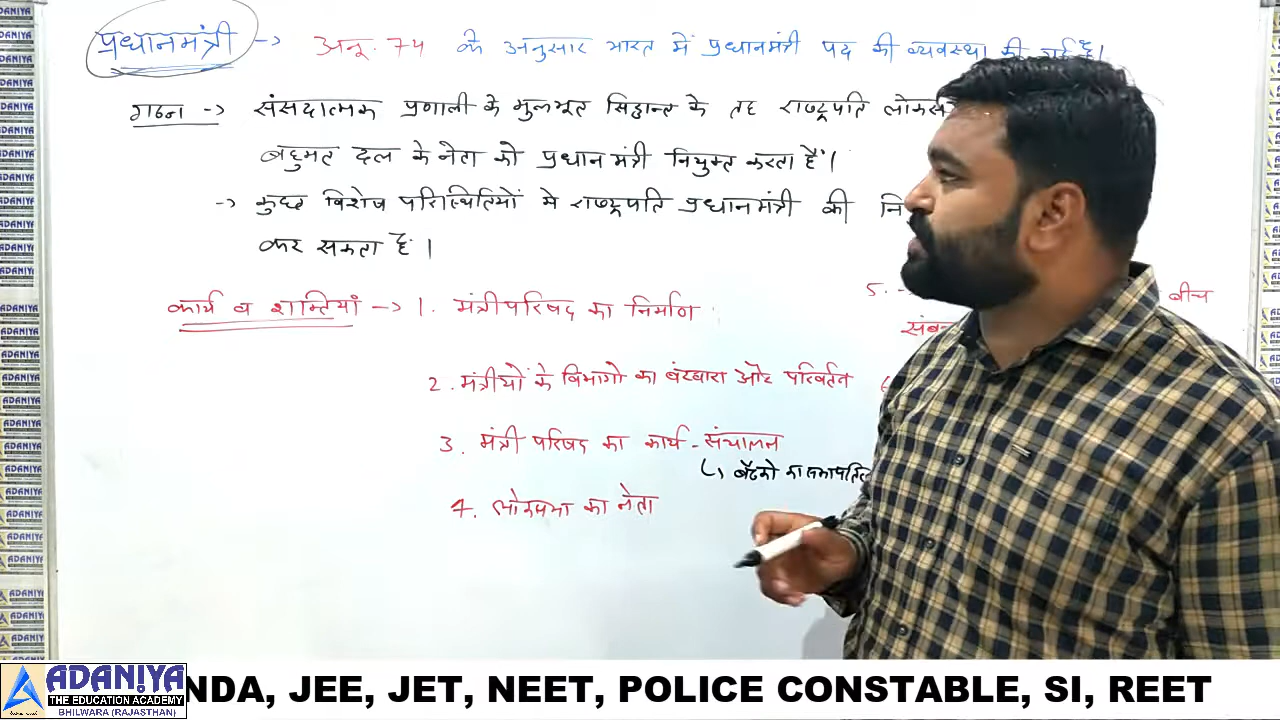 प्रधानमंत्री -> अनु. 74 के अनुसार भारत में प्रधानमंत्री पद की व्यवस्था की गई है।
गठन -> संसदात्मक प्रणाली के मुलभूत सिद्धान्त के तह राष्ट्रपति
बहुमत दल के नेता को प्रधानमंत्री नियुक्त करता है।
-> कुछ विशेष परिस्थितियों मे राष्ट्रपति प्रधानमंत्री की
कर सकता है।
कार्य व शक्तियां -> 1. मंत्रीपरिषद का निर्माण
2. मंत्रीयों के विभागो का बंटवारा और परिवर्तन
3. मंत्री परिषद का कार्य - संचालन
बैठको का
4. लोकसभा का नेता
5. बीच
ADANIYA
THE EDUCATION ACADEMY
BHILWARA (RAJASTHAN)
NDA, JEE, JET, NEET, POLICE CONSTABLE, SI, REET